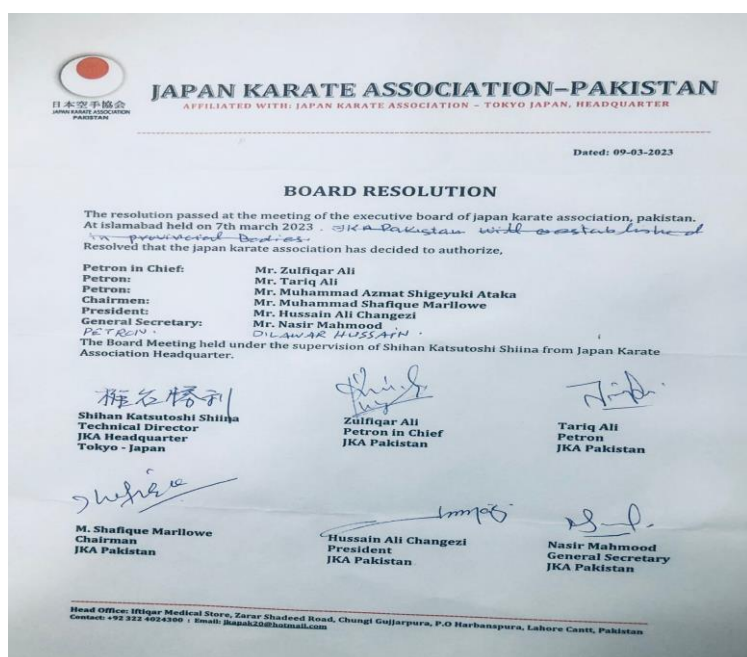 日本空手協会
JAPAN KARATE ASSOCIATION
PAKISTAN
JAPAN KARATE ASSOCIATION–PAKISTAN
AFFILIATED WITH: JAPAN KARATE ASSOCIATION – TOKYO JAPAN, HEADQUARTER
Dated: 09-03-2023
BOARD RESOLUTION
The resolution passed at the meeting of the executive board of japan karate association, pakistan.
At islamabad held on 7th march 2023 . JKA Pakistan will established
in provincial Bodies.
Resolved that the japan karate association has decided to authorize,
Petron in Chief: Mr. Zulfiqar Ali
Petron: Mr. Tariq Ali
Petron: Mr. Muhammad Azmat Shigeyuki Ataka
Chairmen: Mr. Muhammad Shafique Marllowe
President: Mr. Hussain Ali Changezi
General Secretary: Mr. Nasir Mahmood
PETRON. DILAWAR HUSSAIN .
The Board Meeting held under the supervision of Shihan Katsutoshi Shiina from Japan Karate
Association Headquarter.
椎名勝利
Shihan Katsutoshi Shiina
Technical Director
JKA Headquarter
Tokyo - Japan
Zulfiqar Ali
Petron in Chief
JKA Pakistan
Tariq Ali
Petron
JKA Pakistan
Shafique
M. Shafique Marllowe
Chairman
JKA Pakistan
Hussain Ali Changezi
President
JKA Pakistan
Nasir Mahmood
General Secretary
JKA Pakistan
Head Office: Iftiqar Medical Store, Zarar Shadeed Road, Chungi Gujjarpura, P.O Harbanspura, Lahore Cantt, Pakistan
Contact: +92 322 4024300 : Email: jkapak20@hotmail.com